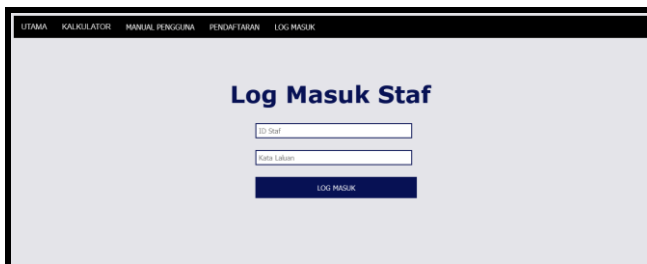 UTAMA KALKULATOR MANUAL PENGGUNA PENDAFTARAN LOG MASUK
Log Masuk Staf
ID Staf
Kata Laluan
LOG MASUK